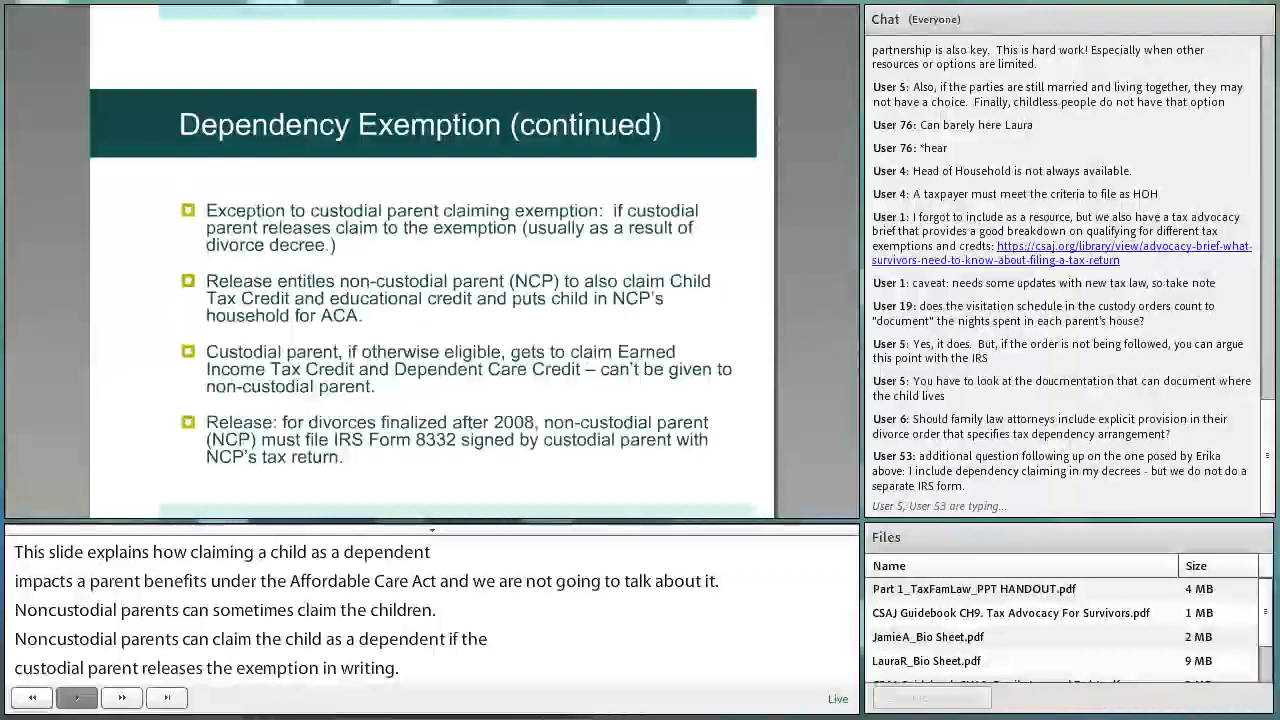 Dependency Exemption (continued)
Exception to custodial parent claiming exemption:  if custodial
parent releases claim to the exemption (usually as a result of
divorce decree.)
Release entitles non-custodial parent (NCP) to also claim Child
Tax Credit and educational credit and puts child in NCP's
household for ACA.
Custodial parent, if otherwise eligible, gets to claim Earned
Income Tax Credit and Dependent Care Credit – can't be given to
non-custodial parent.
Release: for divorces finalized after 2008, non-custodial parent
(NCP) must file IRS Form 8332 signed by custodial parent with
NCP's tax return.
This slide explains how claiming a child as a dependent
impacts a parent benefits under the Affordable Care Act and we are not going to talk about it.
Noncustodial parents can sometimes claim the children.
Noncustodial parents can claim the child as a dependent if the
custodial parent releases the exemption in writing.
Live
Chat (Everyone)
partnership is also key.  This is hard work! Especially when other
resources or options are limited.
User 5: Also, if the parties are still married and living together, they may
not have a choice.  Finally, childless people do not have that option
User 76: Can barely here Laura
User 76: *hear
User 4: Head of Household is not always available.
User 4: A taxpayer must meet the criteria to file as HOH
User 1: I forgot to include as a resource, but we also have a tax advocacy
brief that provides a good breakdown on qualifying for different tax
exemptions and credts: https://csaj.org/library/view/advocacy-brief-what-
survivors-need-to-know-about-filing-a-tax-return
User 1: caveat: needs some updates with new tax law, so take note
User 19: does the visitation schedule in the custody orders count to
"document" the nights spent in each parent's house?
User 5: Yes, it does.  But, if the order is not being followed, you can argue
this point with the IRS
User 5: You have to look at the doucmentation that can document where
the child lives
User 6: Should family law attorneys include explicit provision in their
divorce order that specifies tax dependency arrangement?
User 53: additional question following up on the one posed by Erika
above: I include dependency claiming in my decrees - but we do not do a
separate IRS form.
User 5, User 53 are typing...
Files
Name Size
Part 1_TaxFamLaw_PPT HANDOUT.pdf 4 MB
CSAJ Guidebook CH9. Tax Advocacy For Survivors.pdf 1 MB
JamieA_Bio Sheet.pdf 2 MB
LauraR_Bio Sheet.pdf 9 MB